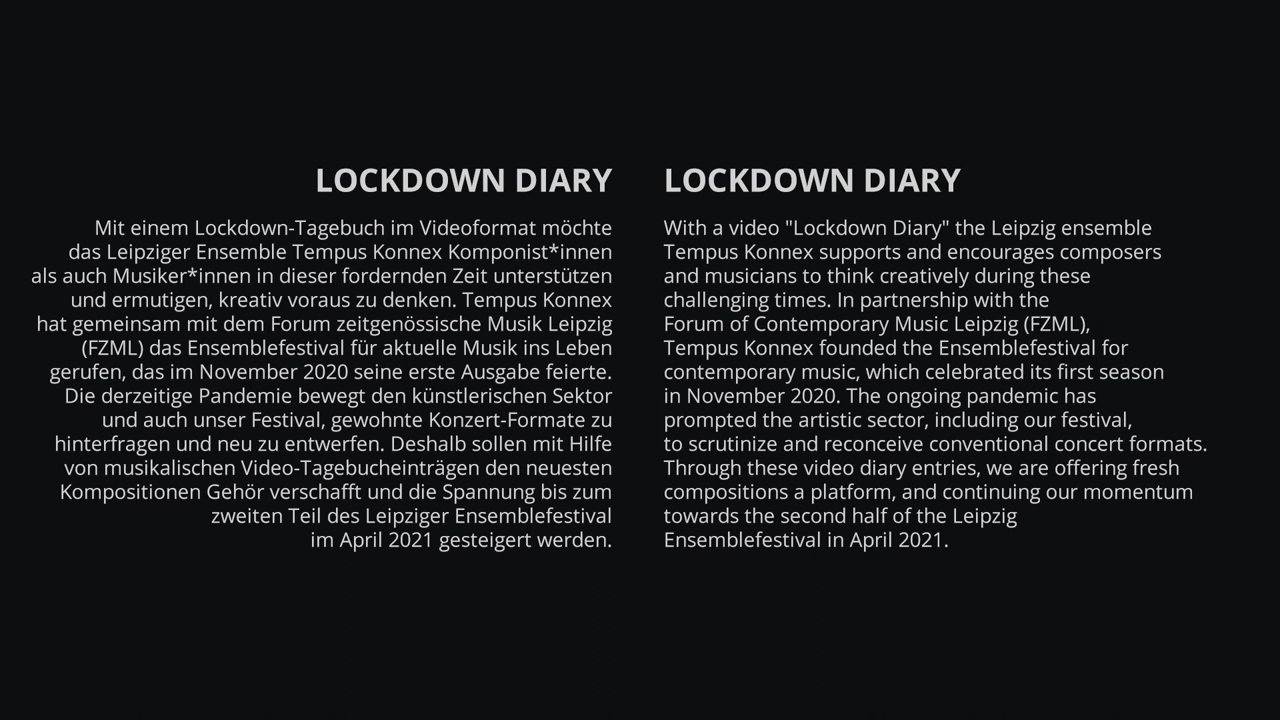 LOCKDOWN DIARY
Mit einem Lockdown-Tagebuch im Videoformat möchte
das Leipziger Ensemble Tempus Konnex Komponist*innen
als auch Musiker*innen in dieser fordernden Zeit unterstützen
und ermutigen, kreativ voraus zu denken. Tempus Konnex
hat gemeinsam mit dem Forum zeitgenössische Musik Leipzig
(FZML) das Ensemblefestival für aktuelle Musik ins Leben
gerufen, das im November 2020 seine erste Ausgabe feierte.
Die derzeitige Pandemie bewegt den künstlerischen Sektor
und auch unser Festival, gewohnte Konzert-Formate zu
hinterfragen und neu zu entwerfen. Deshalb sollen mit Hilfe
von musikalischen Video-Tagebucheinträgen den neuesten
Kompositionen Gehör verschafft und die Spannung bis zum
zweiten Teil des Leipziger Ensemblefestival
im April 2021 gesteigert werden.
LOCKDOWN DIARY
With a video "Lockdown Diary" the Leipzig ensemble
Tempus Konnex supports and encourages composers
and musicians to think creatively during these
challenging times. In partnership with the
Forum of Contemporary Music Leipzig (FZML),
Tempus Konnex founded the Ensemblefestival for
contemporary music, which celebrated its first season
in November 2020. The ongoing pandemic has
prompted the artistic sector, including our festival,
to scrutinize and reconceive conventional concert formats.
Through these video diary entries, we are offering fresh
compositions a platform, and continuing our momentum
towards the second half of the Leipzig
Ensemblefestival in April 2021.